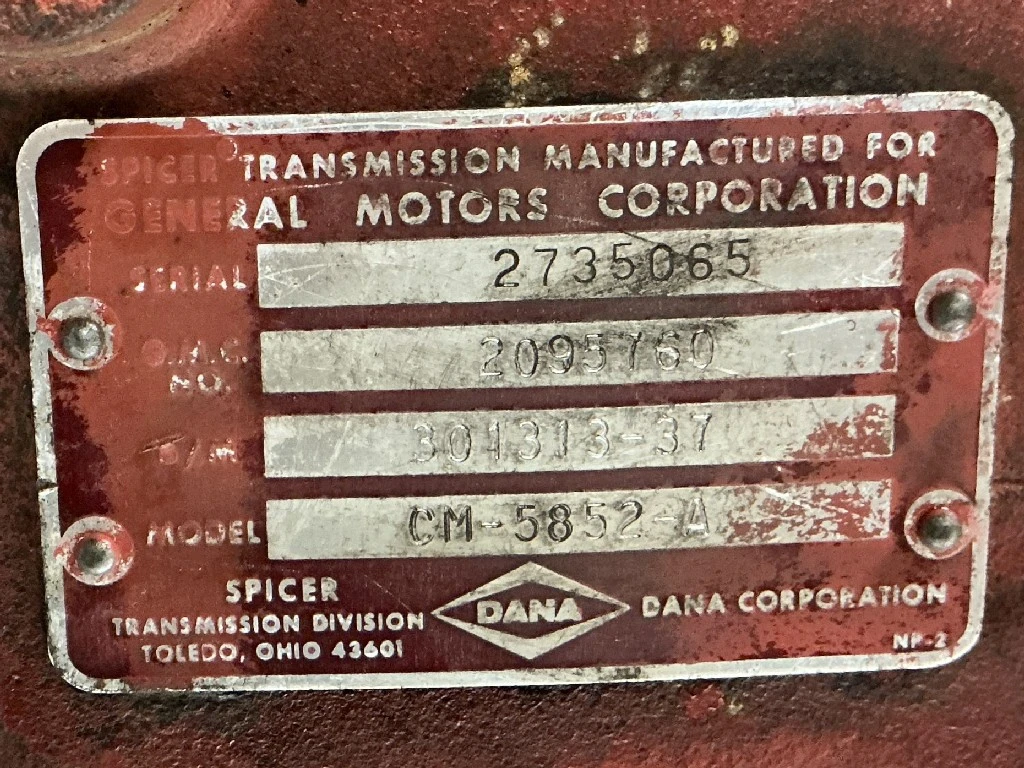 SPICER TRANSMISSION MANUFACTURED FOR
GENERAL MOTORS CORPORATION
SERIAL 2735065
G.M.C. NO. 2095760
301313-37
MODEL CM-5852-A
SPICER
TRANSMISSION DIVISION
TOLEDO, OHIO 43601
DANA
DANA CORPORATION
NP-2